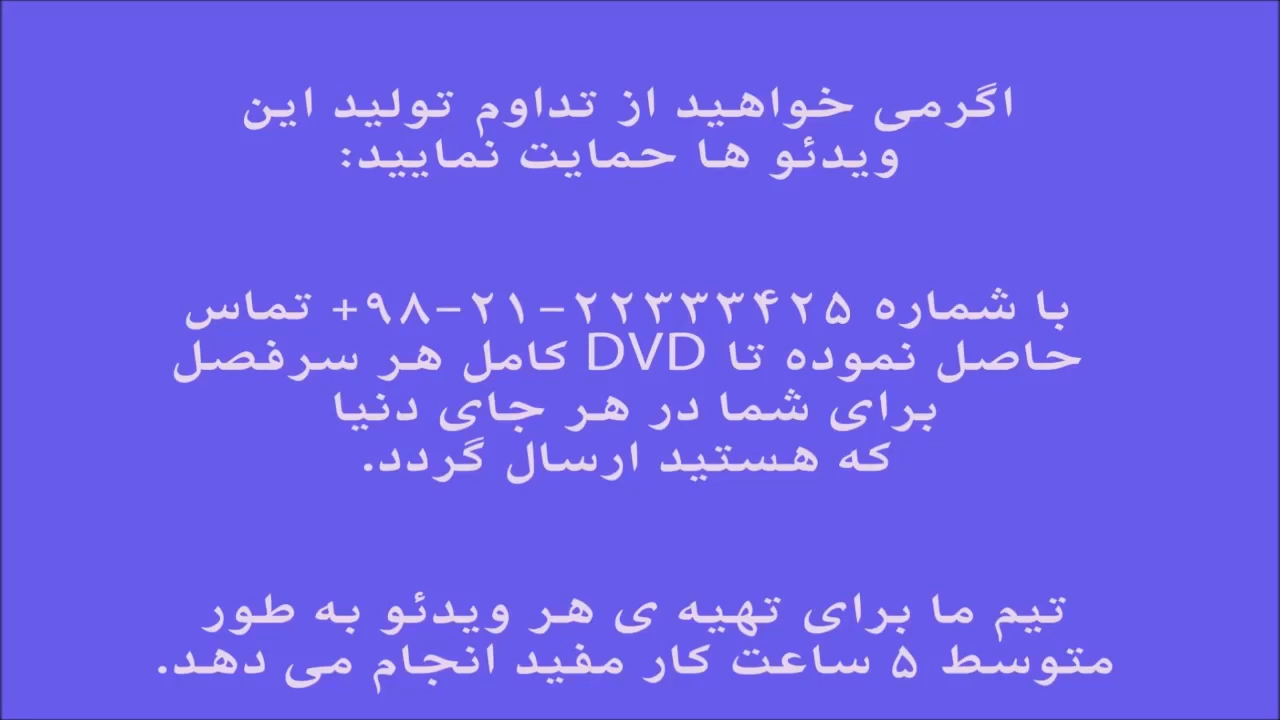 اگرمی خواهید از تداوم تولید این
ویدئو ها حمایت نمایید:
با شماره ۲۲۳۳۳۴۲۵-۲۱-۹۸+ تماس
حاصل نموده تا DVD کامل هر سرفصل
برای شما در هر جای دنیا
که هستید ارسال گردد.
تیم ما برای تهیه ی هر ویدئو به طور
متوسط ۵ ساعت کار مفید انجام می دهد.